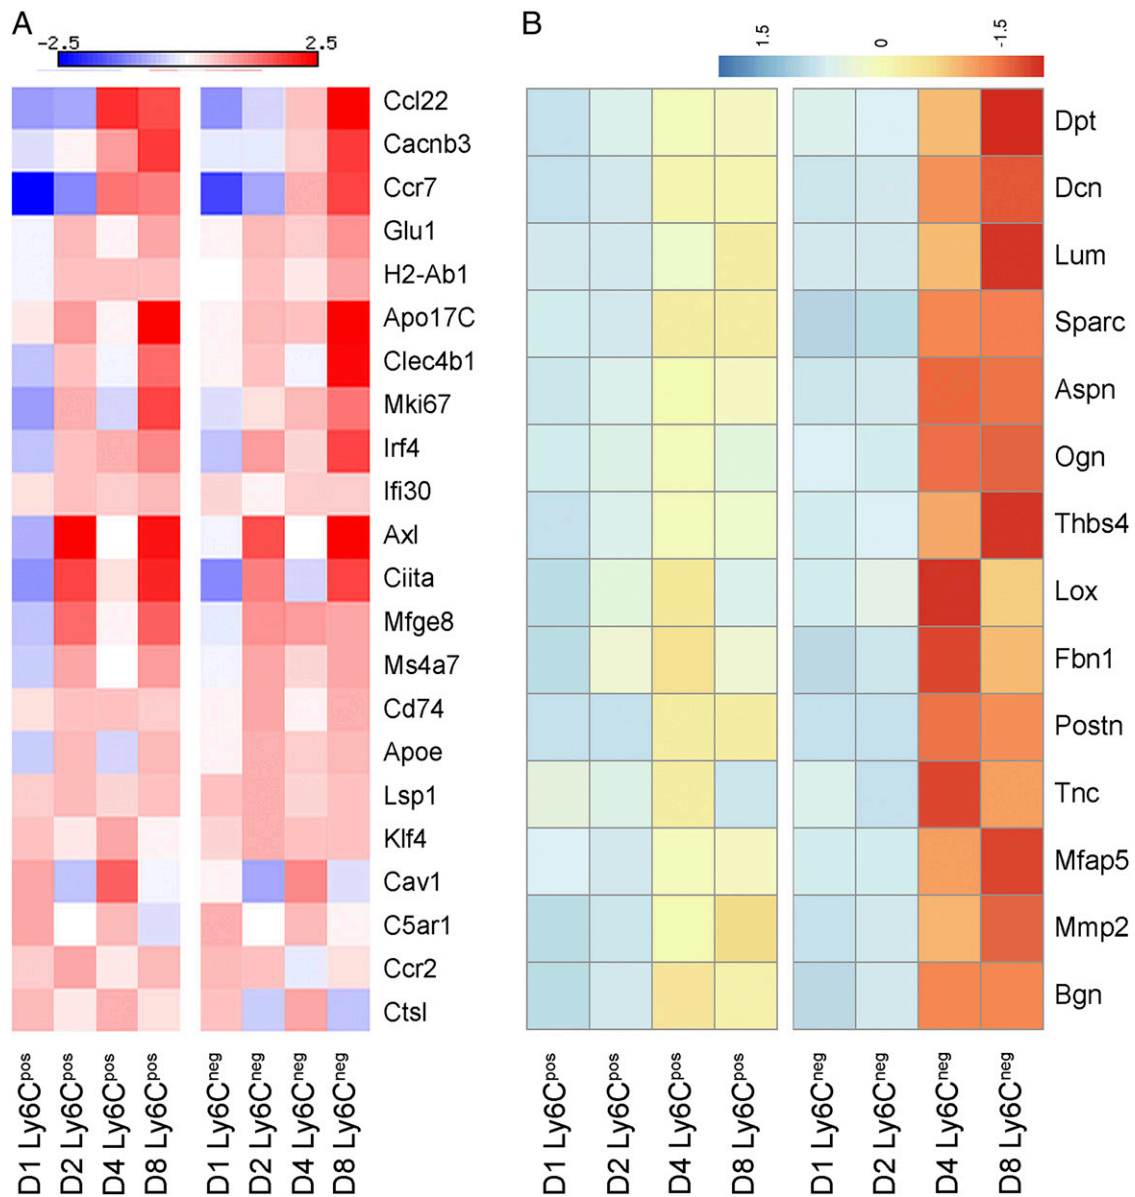 A
-2.5 2.5
Ccl22
Cacnb3
Ccr7
Glu1
H2-Ab1
Apo17C
Clec4b1
Mki67
Irf4
Ifi30
Axl
Ciita
Mfge8
Ms4a7
Cd74
Apoe
Lsp1
Klf4
Cav1
C5ar1
Ccr2
Ctsl
D1 Ly6Cpos
D2 Ly6Cpos
D4 Ly6Cpos
D8 Ly6Cpos
D1 Ly6Cneg
D2 Ly6Cneg
D4 Ly6Cneg
D8 Ly6Cneg
B
1.5 0 -1.5
Dpt
Dcn
Lum
Sparc
Aspn
Ogn
Thbs4
Lox
Fbn1
Postn
Tnc
Mfap5
Mmp2
Bgn
D1 Ly6Cpos
D2 Ly6Cpos
D4 Ly6Cpos
D8 Ly6Cpos
D1 Ly6Cneg
D2 Ly6Cneg
D4 Ly6Cneg
D8 Ly6Cneg